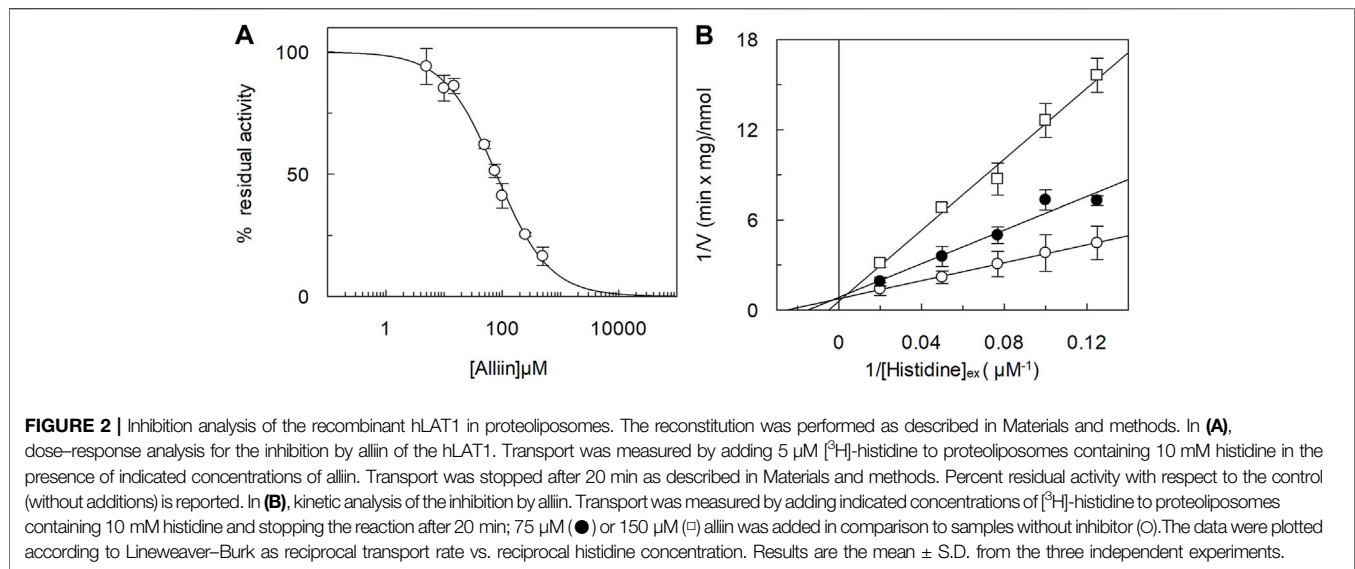 A
B
100
50
0
% residual activity
1
100
10000
[Alliin]µM
18
12
6
0
1/V (min x mg)/nmol
0
0.04
0.08
0.12
1/[Histidine]ex ( µM-1)
FIGURE 2 | Inhibition analysis of the recombinant hLAT1 in proteoliposomes. The reconstitution was performed as described in Materials and methods. In (A),
dose–response analysis for the inhibition by alliin of the hLAT1. Transport was measured by adding 5 µM [3H]-histidine to proteoliposomes containing 10 mM histidine in the
presence of indicated concentrations of alliin. Transport was stopped after 20 min as described in Materials and methods. Percent residual activity with respect to the control
(without additions) is reported. In (B), kinetic analysis of the inhibition by alliin. Transport was measured by adding indicated concentrations of [3H]-histidine to proteoliposomes
containing 10 mM histidine and stopping the reaction after 20 min; 75 µM (●) or 150 µM (□) alliin was added in comparison to samples without inhibitor (O).The data were plotted
according to Lineweaver–Burk as reciprocal transport rate vs. reciprocal histidine concentration. Results are the mean ± S.D. from the three independent experiments.